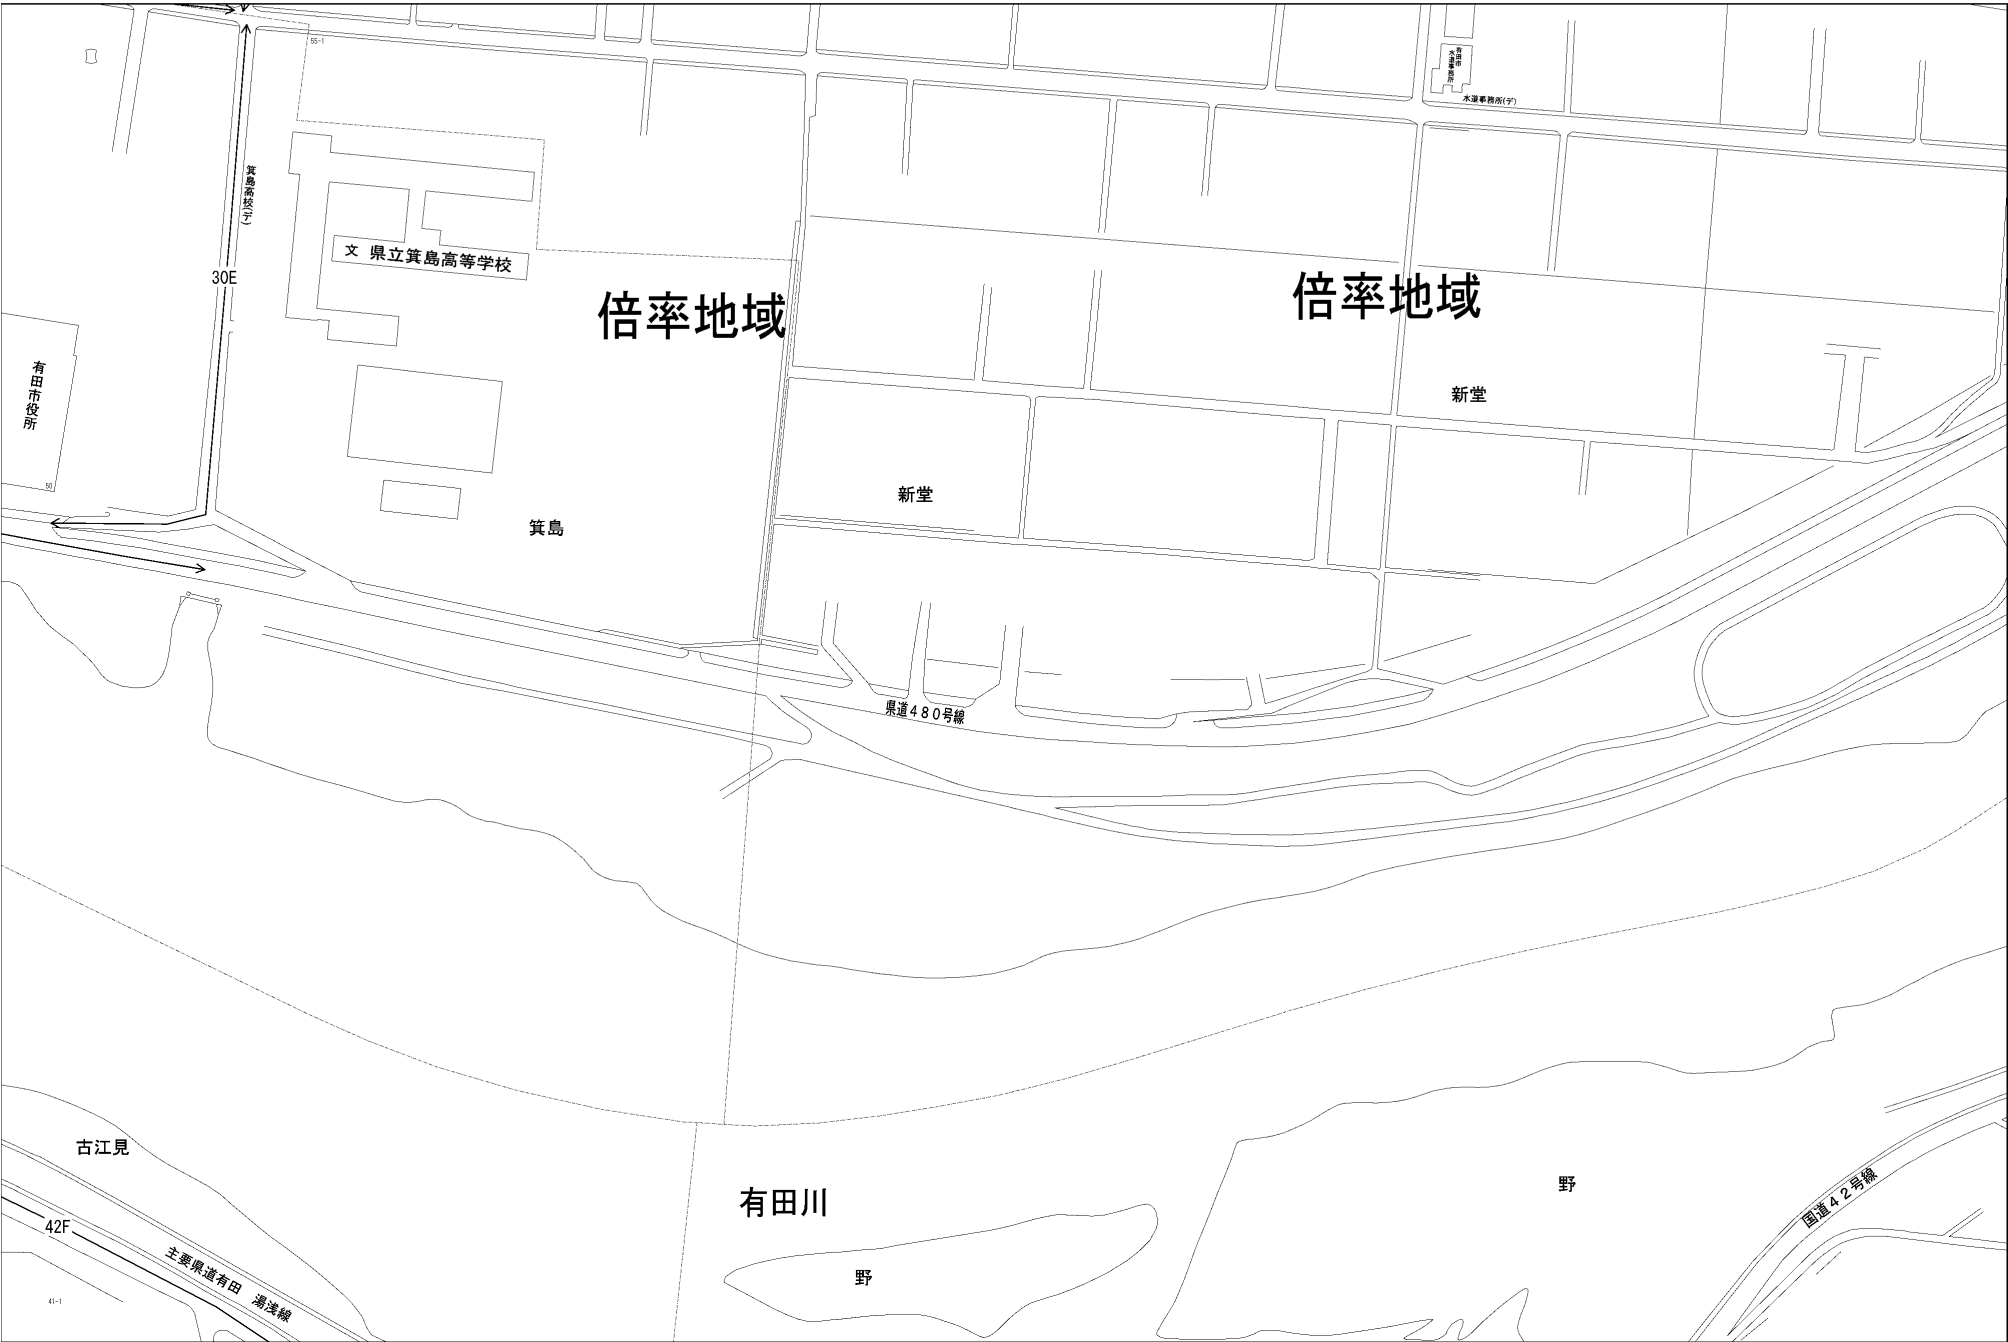 55-1
有田市
水道事務所
水道事務所(デ)
箕島高校(デ)
文 県立箕島高等学校
30E
倍率地域
倍率地域
有田市役所
新堂
新堂
50
箕島
県道480号線
古江見
42F
主要県道有田 湯浅線
41-1
有田川
野
野
国道42号線